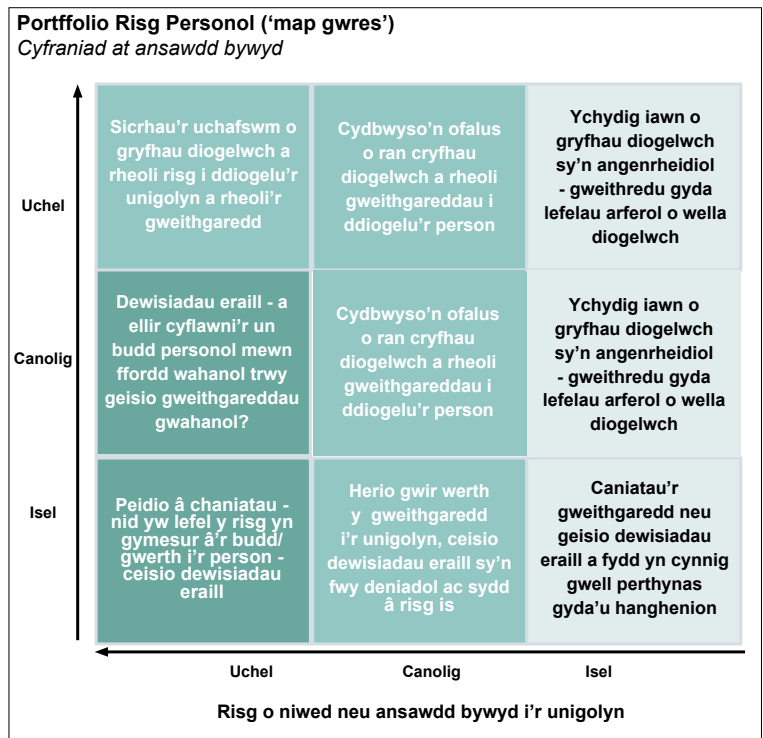 Portffolio Risg Personol (‘map gwres’)
Cyfraniad at ansawdd bywyd
Uchel
Sicrhau’r uchafswm o
gryfhau diogelwch a
rheoli risg i ddiogelu’r
unigolyn a rheoli’r
gweithgaredd
Cydbwyso’n ofalus
o ran cryfhau
diogelwch a rheoli
gweithgareddau i
ddiogelu’r person
Ychydig iawn o
gryfhau diogelwch
sy’n angenrheidiol
- gweithredu gyda
lefelau arferol o wella
diogelwch
Canolig
Dewisiadau eraill - a
ellir cyflawni’r un
budd personol mewn
ffordd wahanol trwy
geisio gweithgareddau
gwahanol?
Cydbwyso’n ofalus
o ran cryfhau
diogelwch a rheoli
gweithgareddau i
ddiogelu’r person
Ychydig iawn o
gryfhau diogelwch
sy’n angenrheidiol
- gweithredu gyda
lefelau arferol o wella
diogelwch
Isel
Peidio â chaniatau -
nid yw lefel y risg yn
gymesur â’r budd/
gwerth i’r person -
ceisio dewisiadau
eraill
Herio gwir werth
y gweithgaredd
i’r unigolyn, ceisio
dewisiadau eraill sy’n
fwy deniadol ac sydd
â risg is
Caniatau’r
gweithgaredd neu
geisio dewisiadau
eraill a fydd yn cynnig
gwell perthynas
gyda’u hanghenion
Uchel
Canolig
Isel
Risg o niwed neu ansawdd bywyd i’r unigolyn